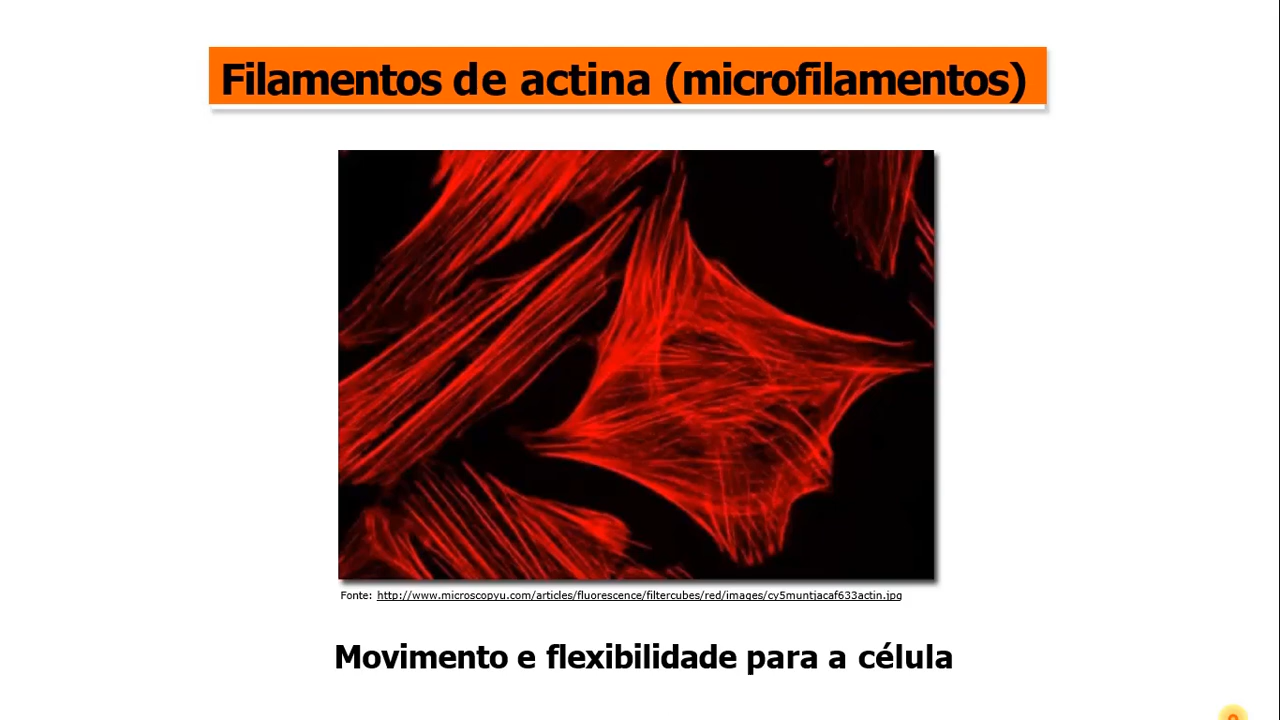 Filamentos de actina (microfilamentos)
Fonte: http://www.microscopyu.com/articles/fluorescence/filtercubes/red/images/cy5muntjacaf633actin.jpg
Movimento e flexibilidade para a célula